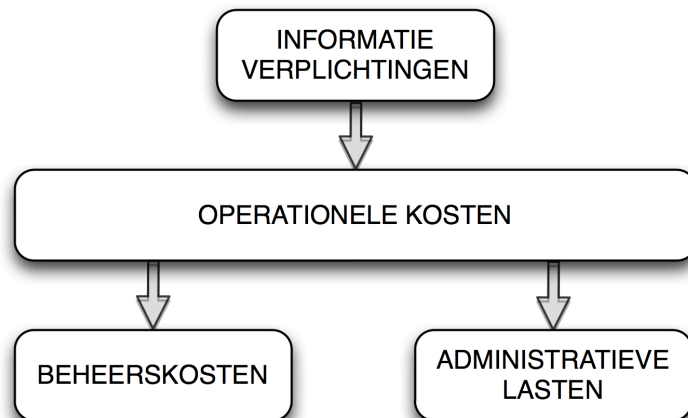 INFORMATIE
VERPLICHTINGEN
OPERATIONELE KOSTEN
BEHEERSKOSTEN
ADMINISTRATIEVE
LASTEN